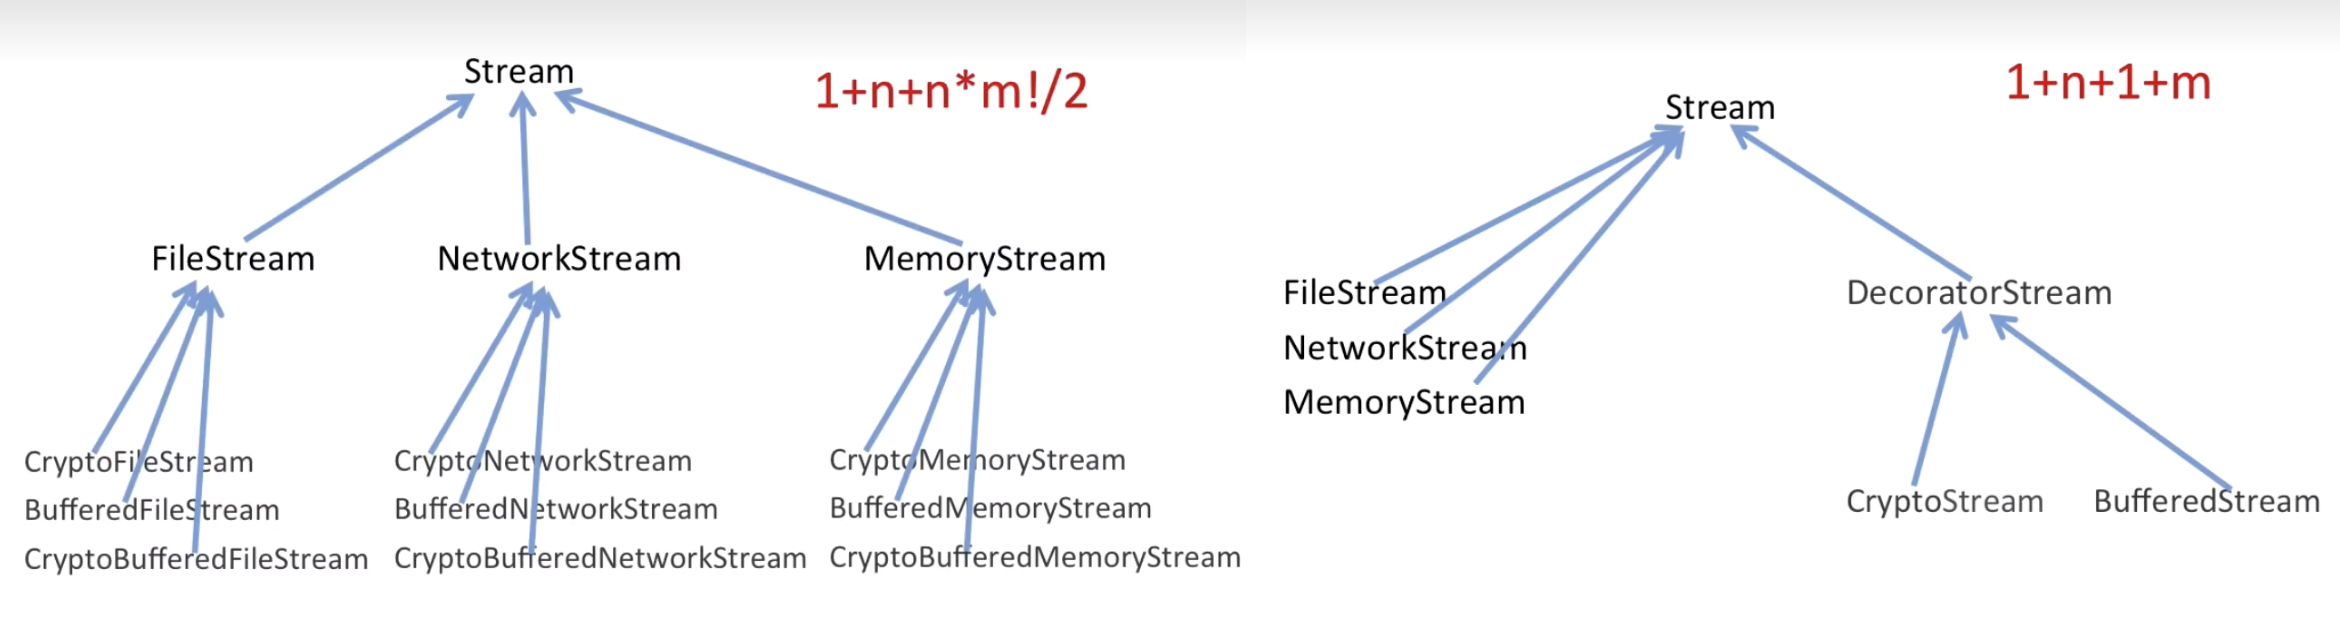 Stream
1+n+n*m!/2
FileStream
NetworkStream
MemoryStream
CryptoFileStream
BufferedFileStream
CryptoBufferedFileStream
CryptoNetworkStream
BufferedNetworkStream
CryptoBufferedNetworkStream
CryptoMemoryStream
BufferedMemoryStream
CryptoBufferedMemoryStream
1+n+1+m
Stream
FileStream
NetworkStream
MemoryStream
DecoratorStream
CryptoStream
BufferedStream